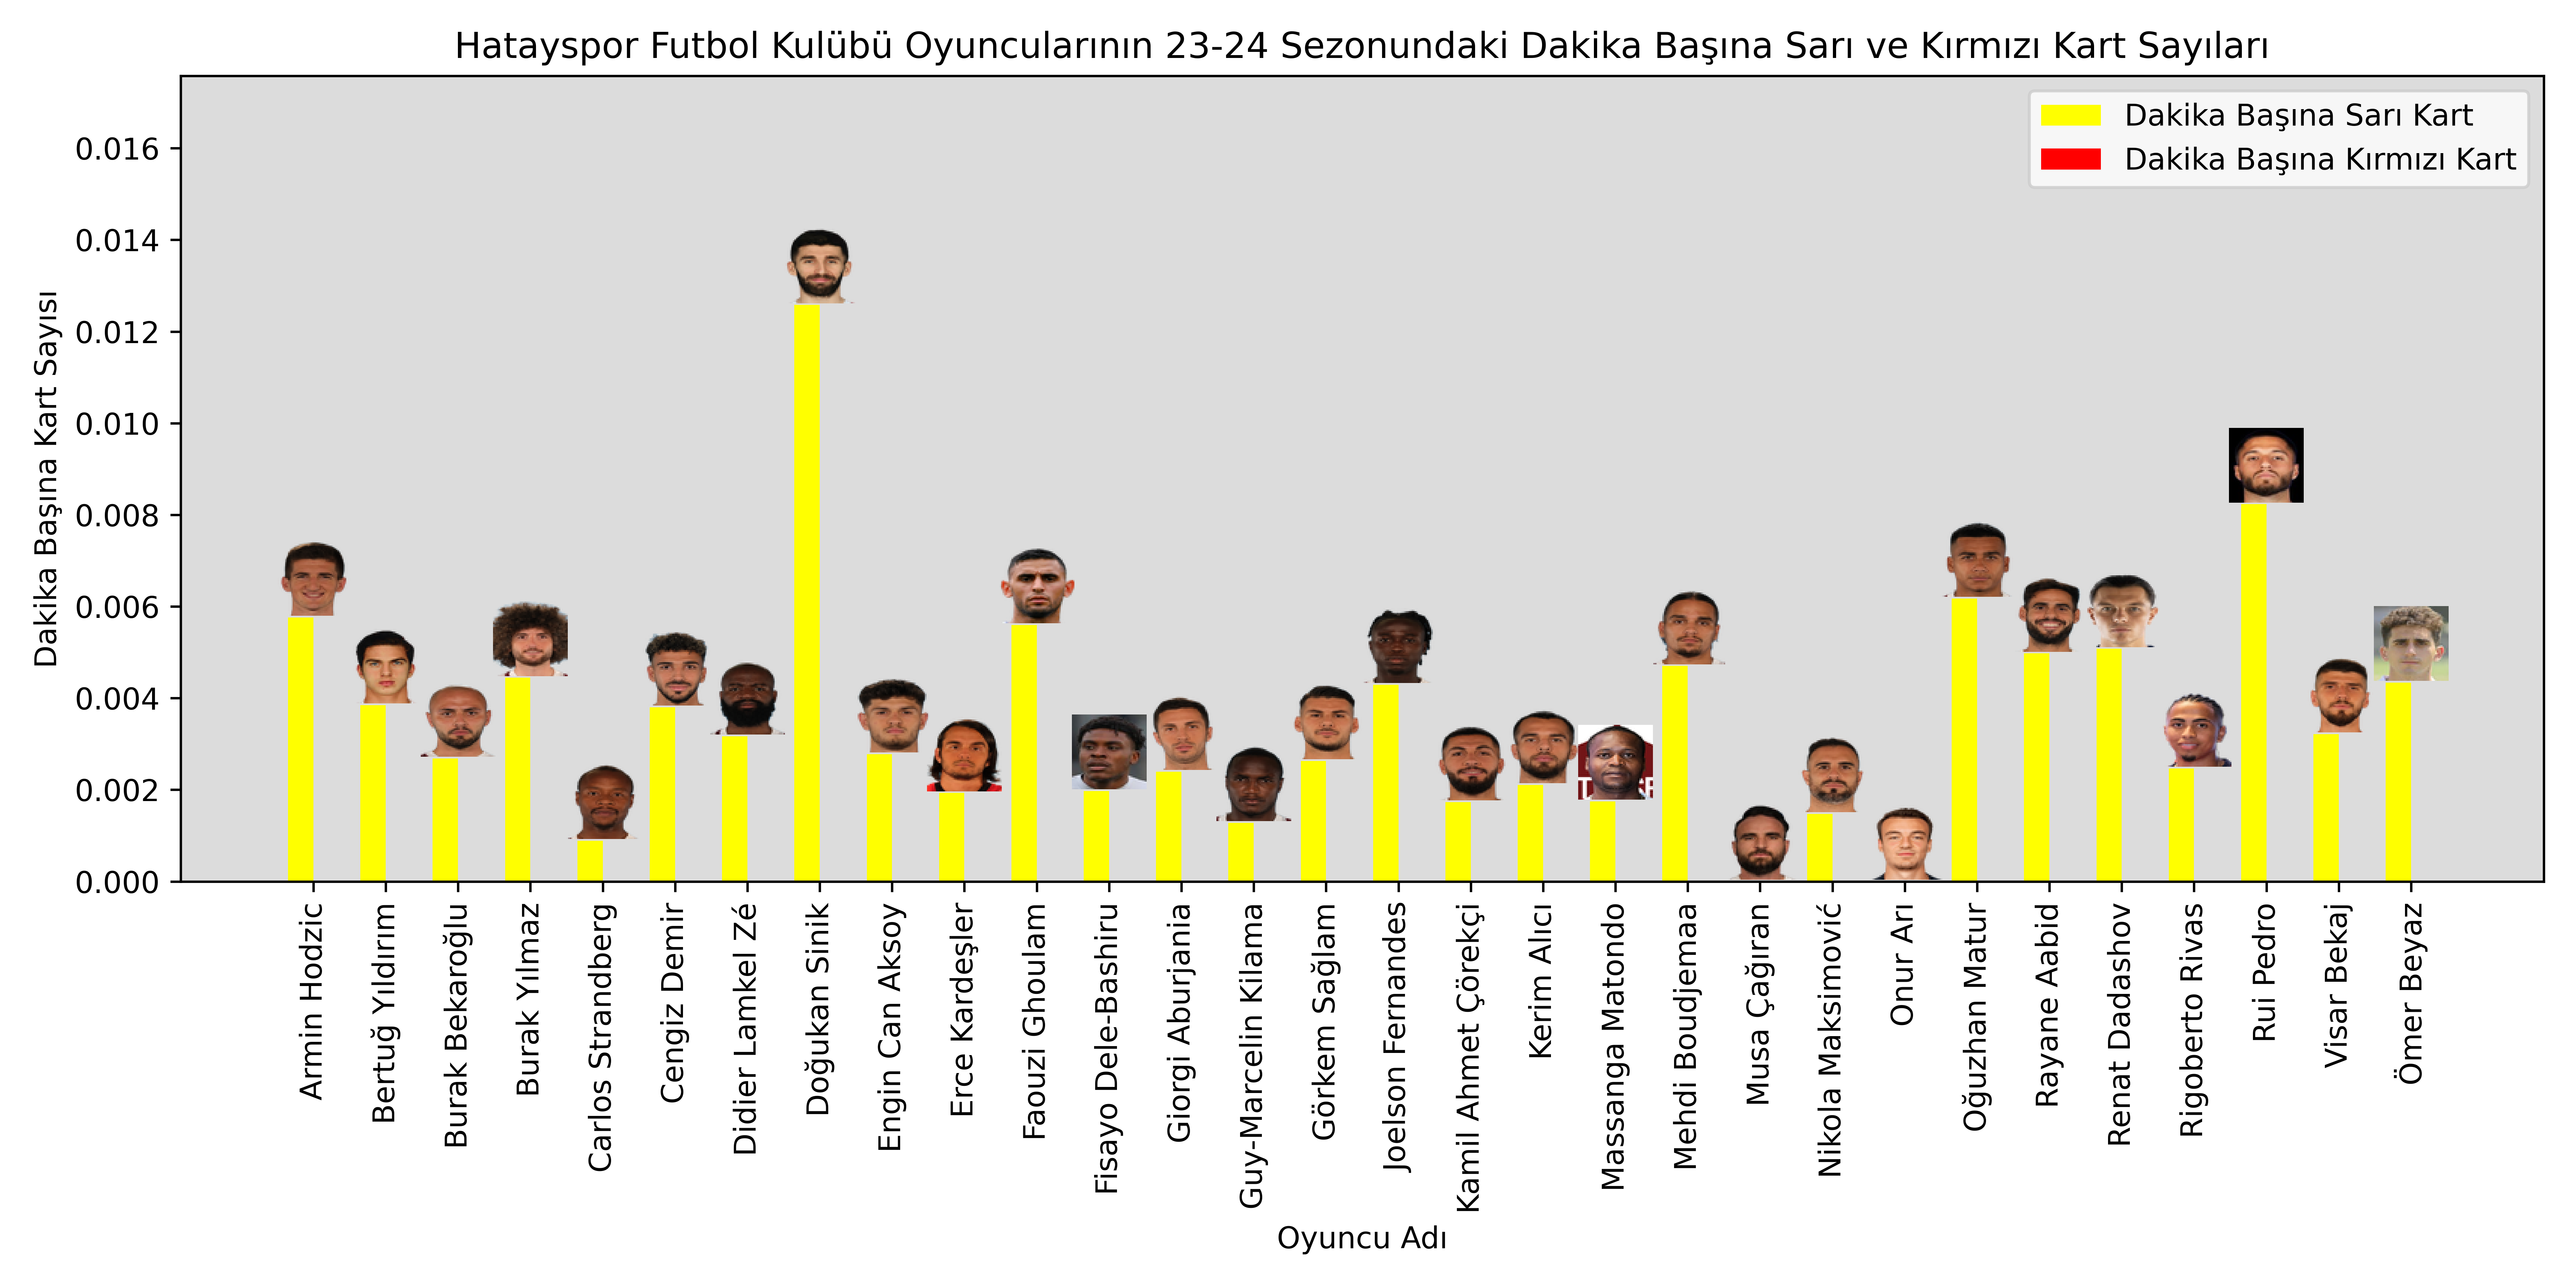 Hatayspor Futbol Kulübü Oyuncularının 23-24 Sezonundaki Dakika Başına Sarı ve Kırmızı Kart Sayıları
Dakika Başına Sarı Kart
Dakika Başına Kırmızı Kart
Dakika Başına Kart Sayısı
0.016
0.014
0.012
0.010
0.008
0.006
0.004
0.002
0.000
Armin Hodzic
Bertuğ Yıldırım
Burak Bekaroğlu
Burak Yılmaz
Carlos Strandberg
Cengiz Demir
Didier Lamkel Zé
Doğukan Sinik
Engin Can Aksoy
Erce Kardeşler
Faouzi Ghoulam
Fisayo Dele-Bashiru
Giorgi Aburjania
Guy-Marcelin Kilama
Görkem Sağlam
Joelson Fernandes
Kamil Ahmet Çörekçi
Kerim Alıcı
Massanga Matondo
Mehdi Boudjemaa
Musa Çağıran
Nikola Maksimović
Onur Arı
Oğuzhan Matur
Rayane Aabid
Renat Dadashov
Rigoberto Rivas
Rui Pedro
Visar Bekaj
Ömer Beyaz
Oyuncu Adı